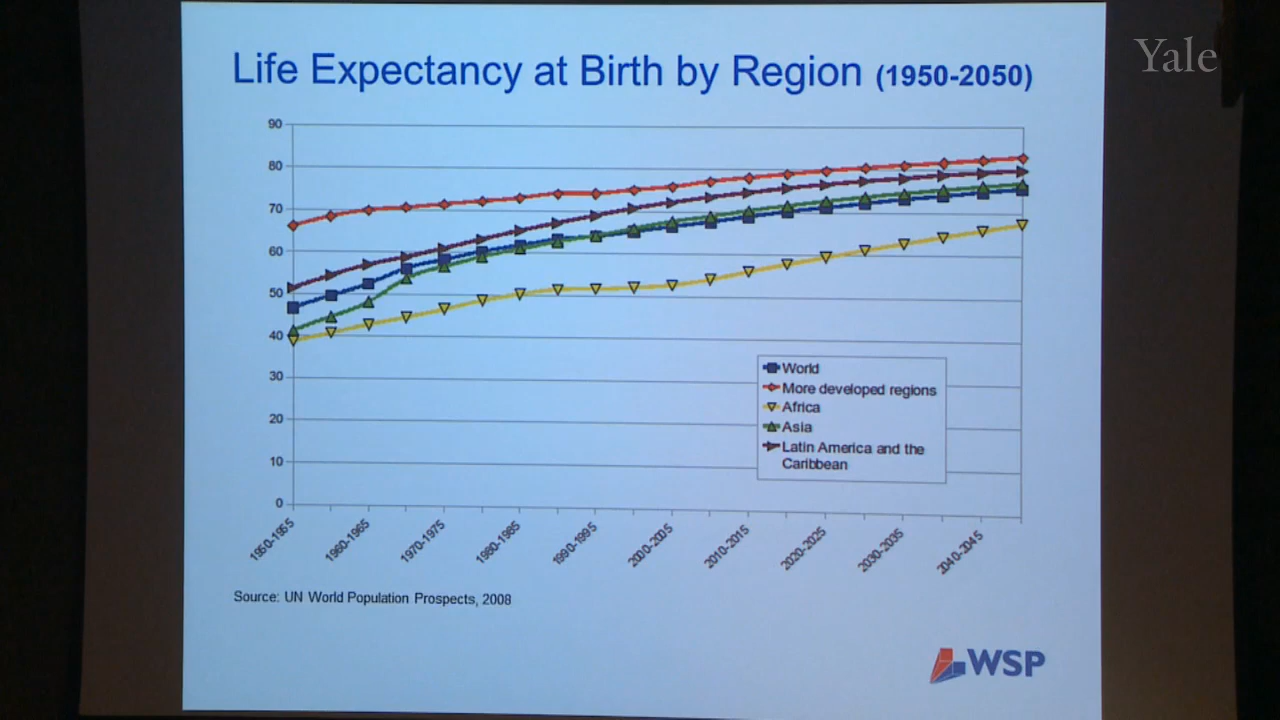 Yale
Life Expectancy at Birth by Region (1950-2050)
90
80
70
60
50
40
30
20
10
0
1950-1955
1960-1965
1970-1975
1980-1985
1990-1995
2000-2005
2010-2015
2020-2025
2030-2035
2040-2045
World
More developed regions
Africa
Asia
Latin America and the
Caribbean
Source: UN World Population Prospects, 2008
WSP